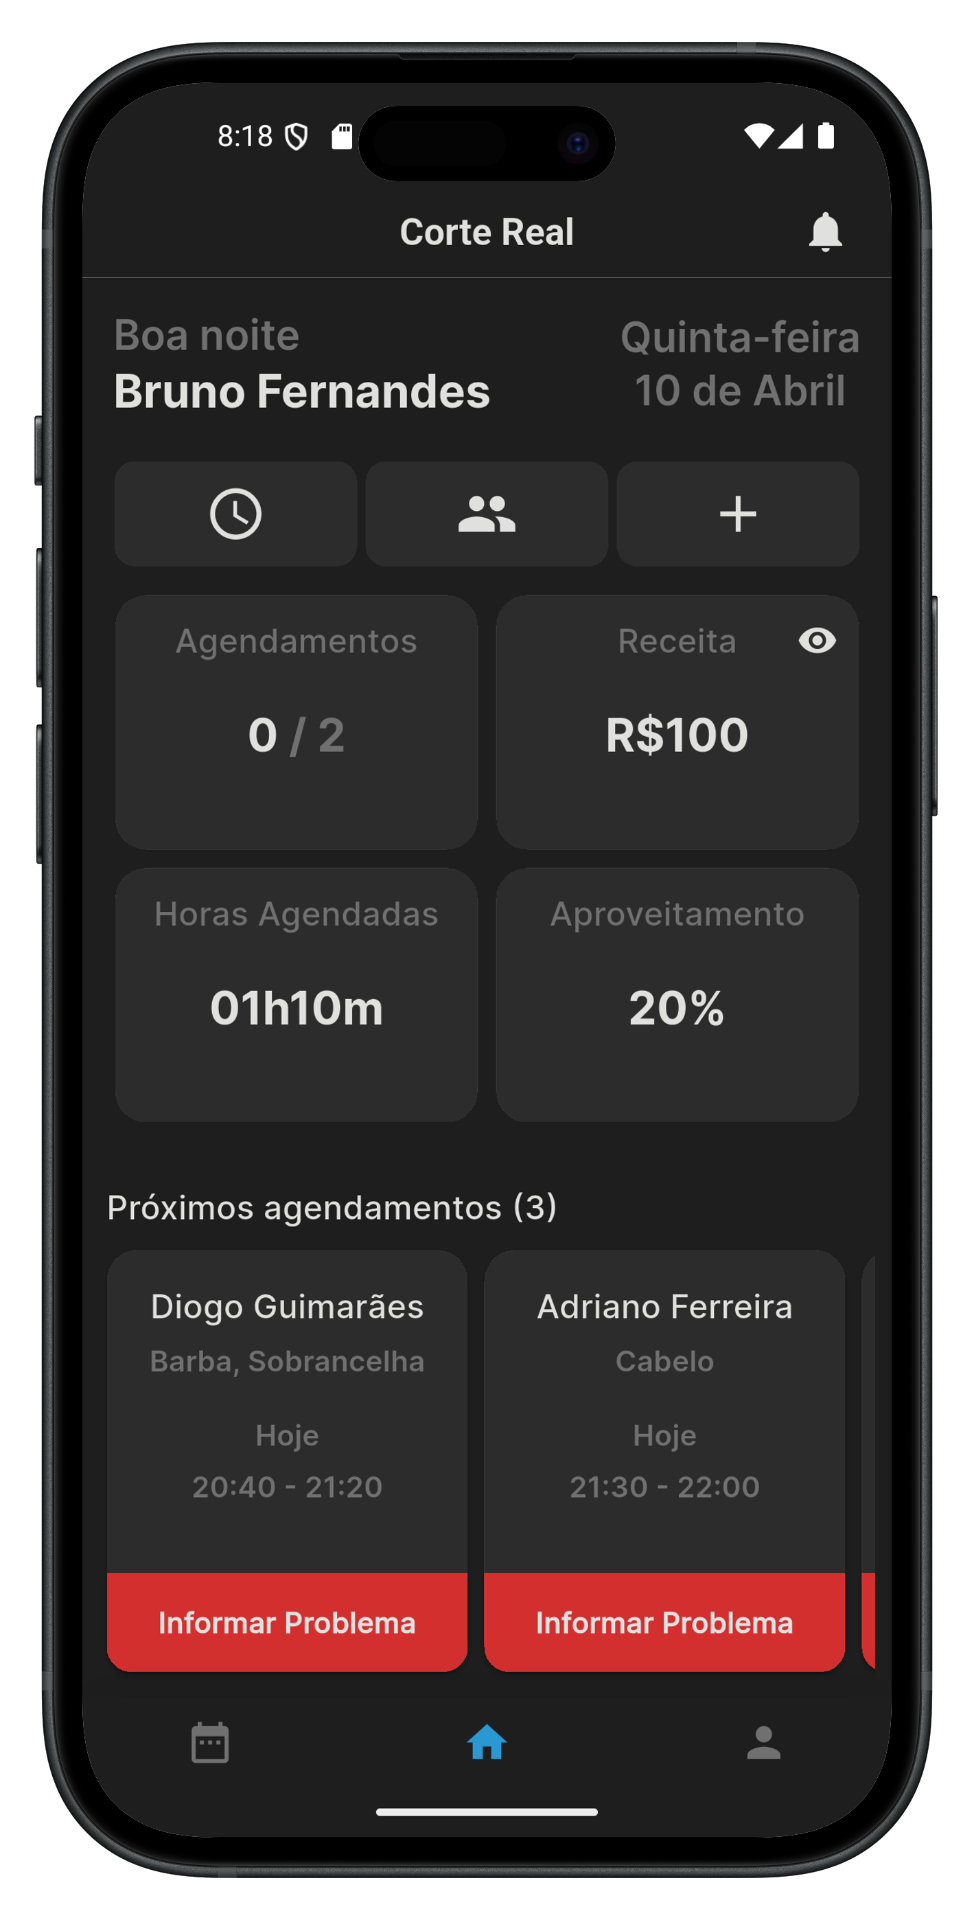 8:18
Corte Real
Boa noite
Quinta-feira
Bruno Fernandes
10 de Abril
Agendamentos
Receita
0 / 2
R$100
Horas Agendadas
Aproveitamento
01h10m
20%
Próximos agendamentos (3)
Diogo Guimarães
Adriano Ferreira
Barba, Sobrancelha
Cabelo
Hoje
Hoje
20:40 - 21:20
21:30 - 22:00
Informar Problema
Informar Problema